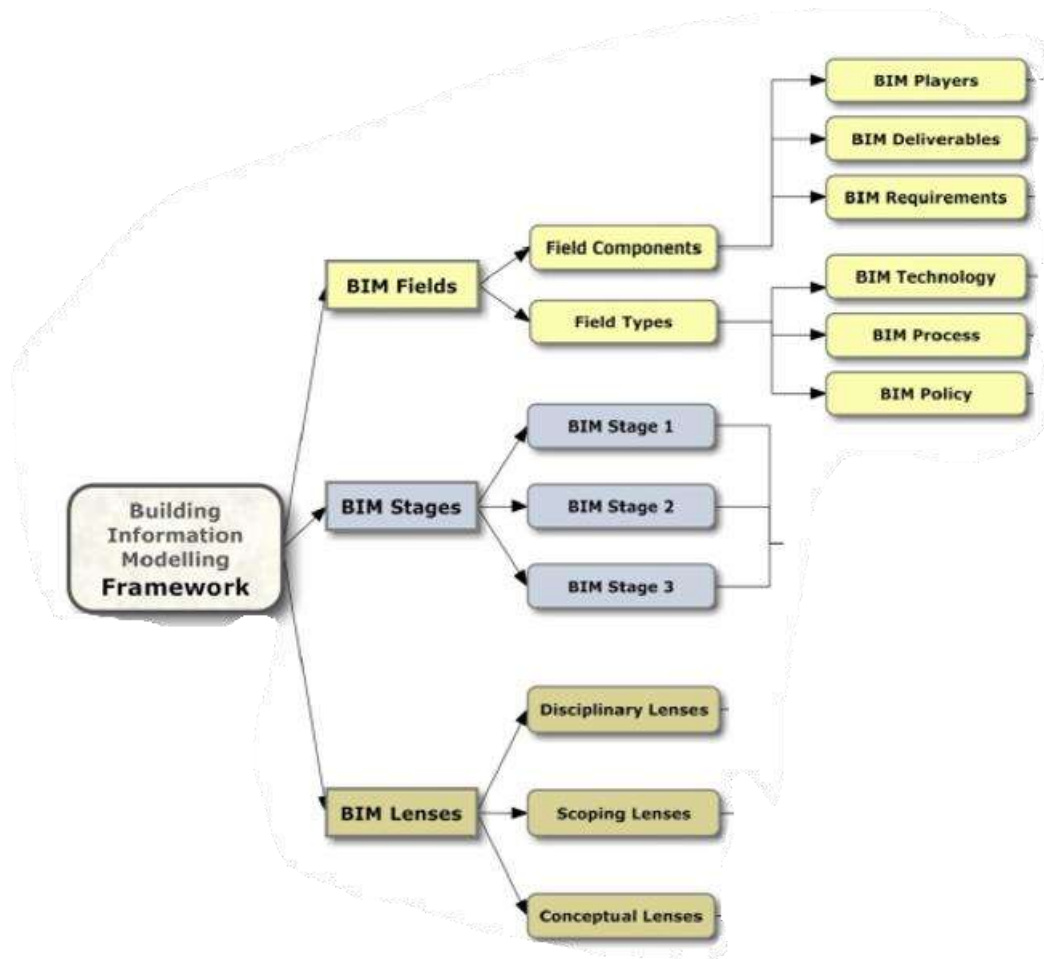 BIM Players
BIM Deliverables
BIM Requirements
Field Components
BIM Fields
Field Types
BIM Technology
BIM Process
BIM Policy
Building
Information
Modelling
Framework
BIM Stages
BIM Stage 1
BIM Stage 2
BIM Stage 3
BIM Lenses
Disciplinary Lenses
Scoping Lenses
Conceptual Lenses